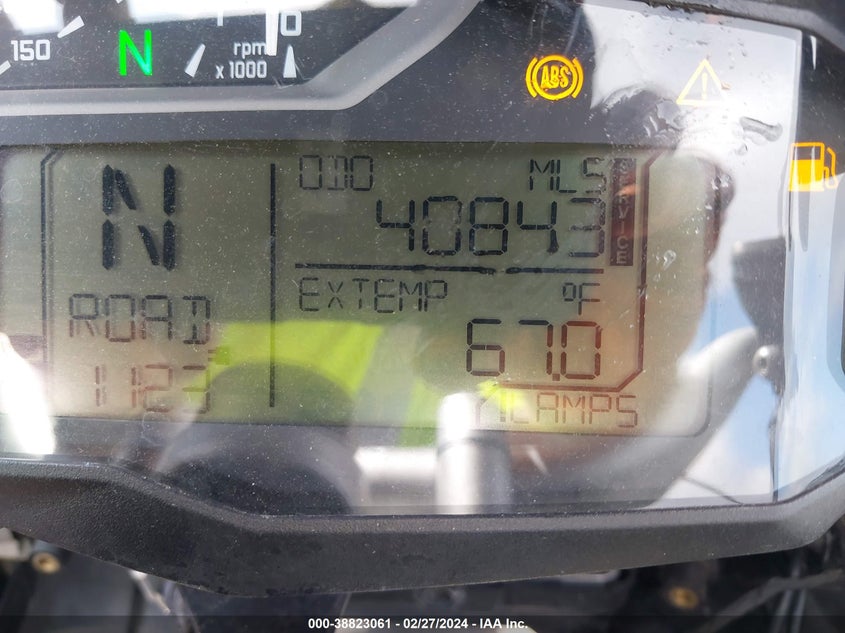 150
N
rpm
x 1000
0
ABS
N
ODO MLS
40843
SERVICE
EXTEMP °F
67.0
ROAD
1123
LAMPS
000-38823061 - 02/27/2024 - IAA, Inc.